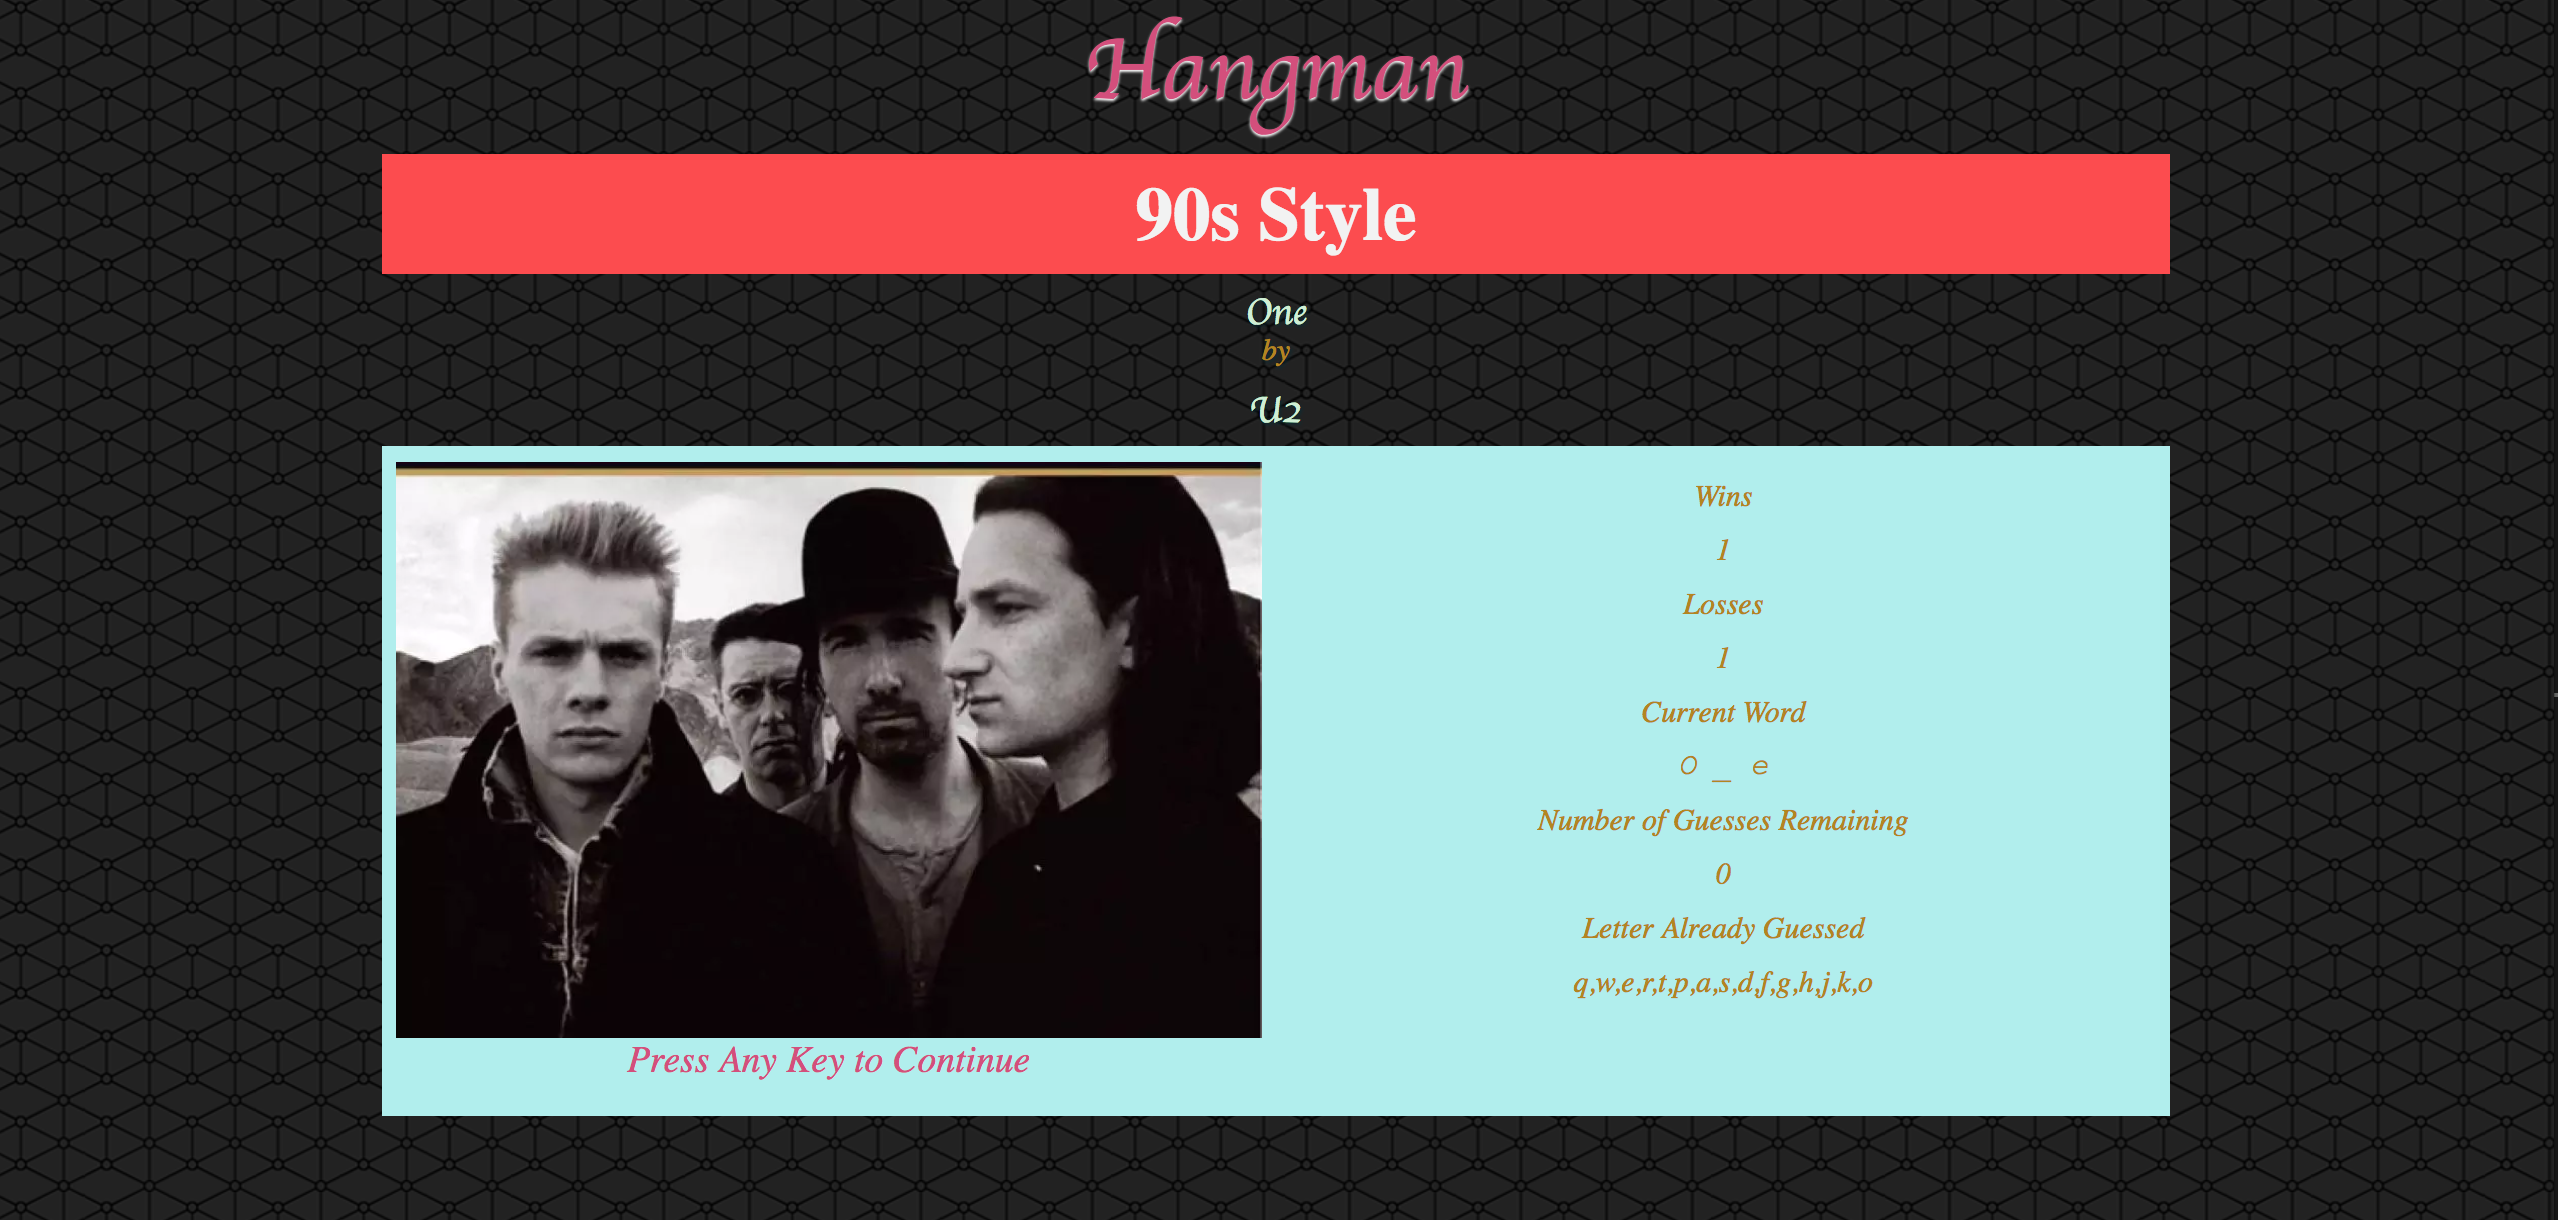 Hangman
90s Style
One
by
U2
Wins
1
Losses
1
Current Word
O _ e
Number of Guesses Remaining
0
Letter Already Guessed
q,w,e,r,t,p,a,s,d,f,g,h,j,k,o
Press Any Key to Continue